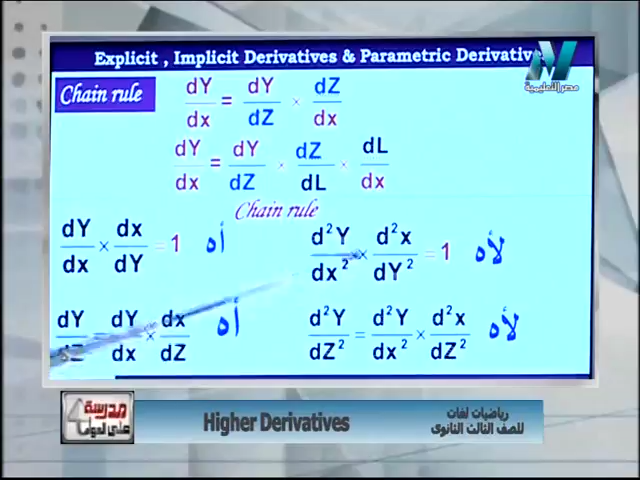 Explicit , Implicit Derivatives & Parametric Derivativ
مصر التعليمية
Chain rule
dY/dx = dY/dZ × dZ/dx
dY/dx = dY/dZ × dZ/dL × dL/dx
Chain rule
dY/dx × dx/dY = 1 أه
d²Y/dx² × d²x/dY² = 1 لأه
dY/dZ = dY/dx × dx/dZ أه
d²Y/dZ² = d²Y/dx² × d²x/dZ² لأه
مدرسة على الهواء
Higher Derivatives
رياضيات لغات
للصف الثالث الثانوى